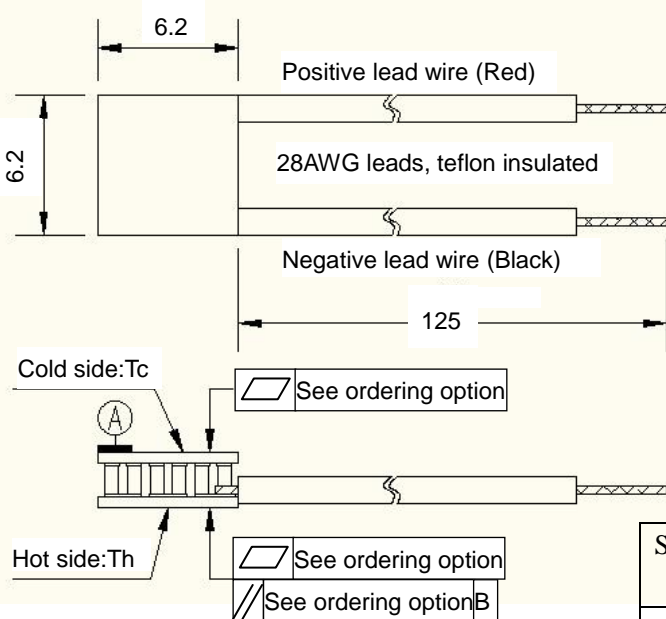 6.2
Positive lead wire (Red)
6.2
28AWG leads, teflon insulated
Negative lead wire (Black)
125
Cold side:Tc
See ordering option
A
Hot side:Th
See ordering option
See ordering option B
S